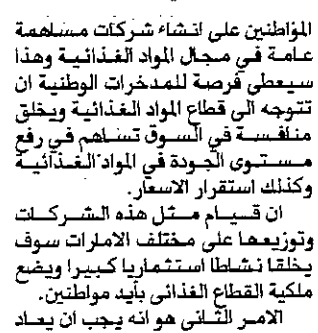 المواطنين على انشاء شركات مساهمة
عامة في مجال المواد الغذائية وهذا
سيعطي فرصة للمدخرات الوطنية ان
تتوجه الى قطاع المواد الغذائية ويخلق
منافسة في السوق تساهم في رفع
مستوى الجودة في المواد الغذائية
وكذلك استقرار الاسعار.
ان قيام مثل هذه الشركات
وتوزيعها على مختلف الامارات سوف
يخلقا نشاطا استثماريا كبيرا ويضع
ملكية القطاع الغذائى بأيد مواطنين.
الامر الثاني هو انه يجب ان يعاد